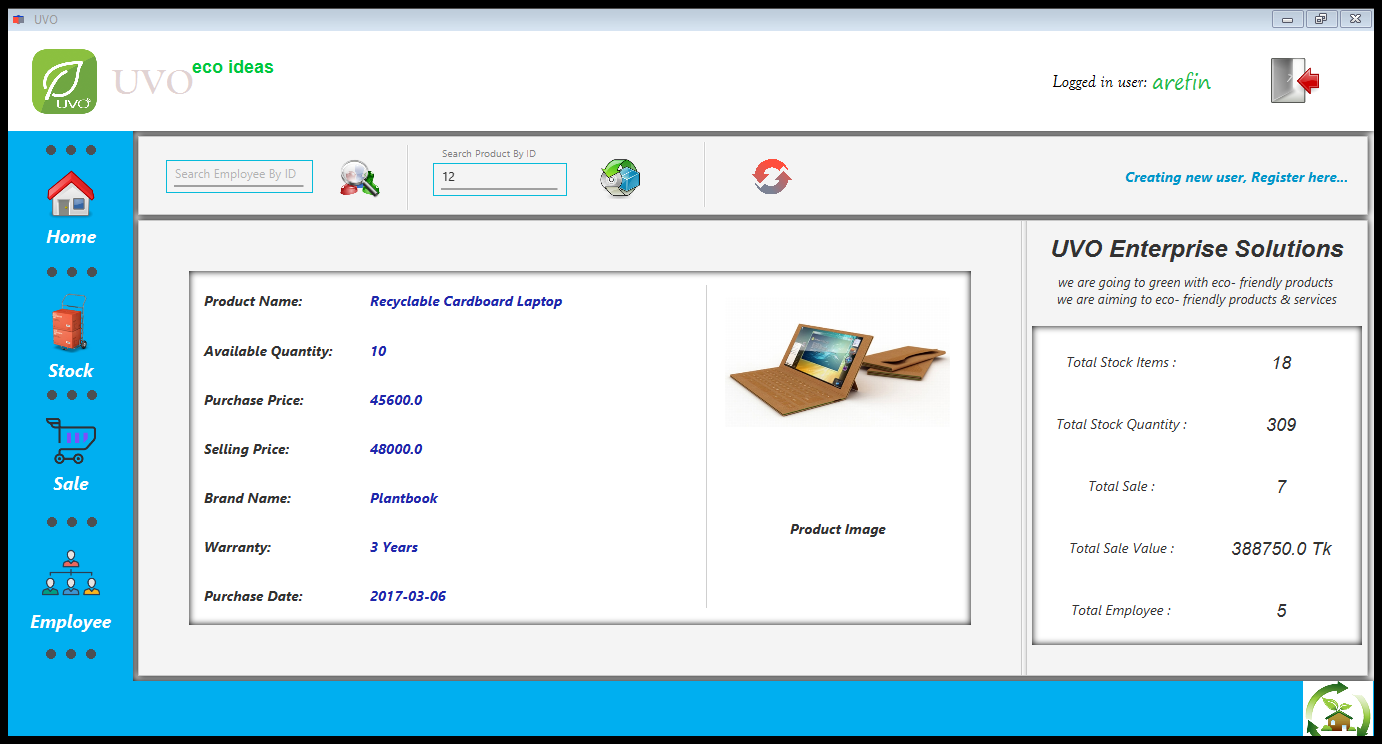 UVO
UVO
UVO eco ideas
Logged in user: arefin
Search Employee By ID
Search Product By ID
12
Creating new user, Register here...
Home
Stock
Sale
Employee
Product Name: Recyclable Cardboard Laptop
Available Quantity: 10
Purchase Price: 45600.0
Selling Price: 48000.0
Brand Name: Plantbook
Warranty: 3 Years
Purchase Date: 2017-03-06
Product Image
UVO Enterprise Solutions
we are going to green with eco- friendly products
we are aiming to eco- friendly products & services
Total Stock Items : 18
Total Stock Quantity : 309
Total Sale : 7
Total Sale Value : 388750.0 Tk
Total Employee : 5